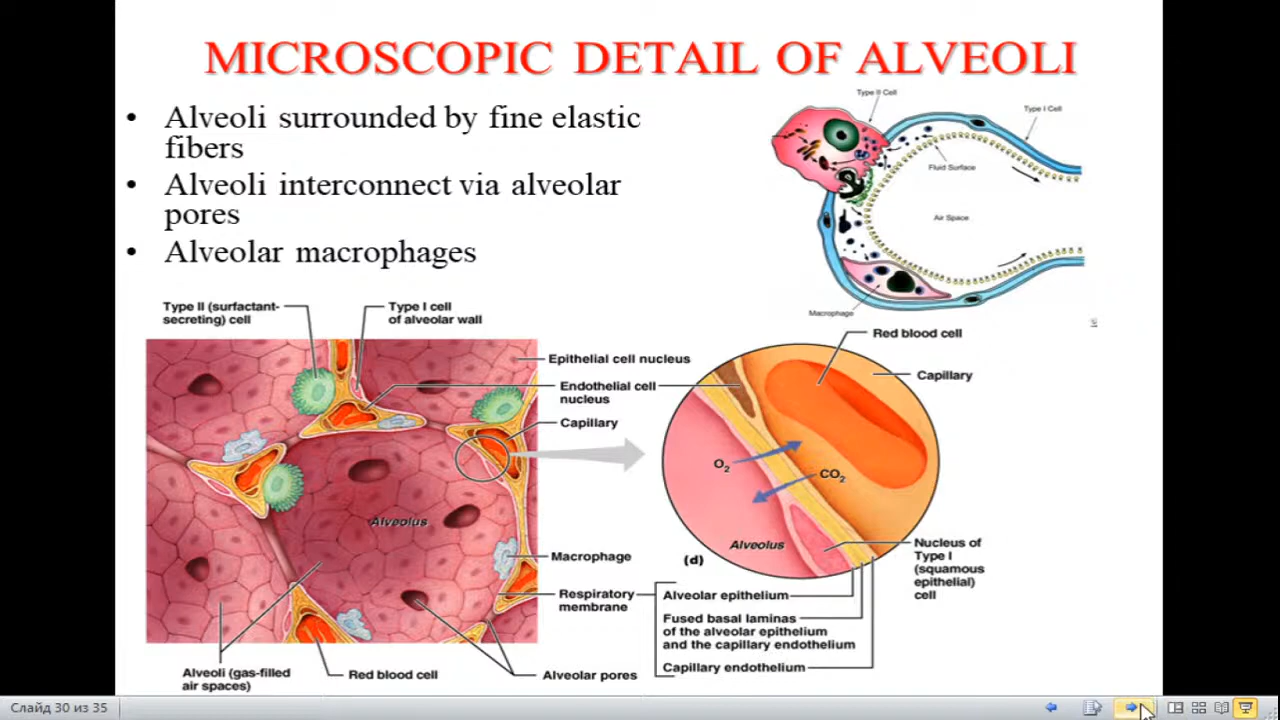 MICROSCOPIC DETAIL OF ALVEOLI
• Alveoli surrounded by fine elastic
fibers
• Alveoli interconnect via alveolar
pores
• Alveolar macrophages
Type II Cell
Type I Cell
Fluid Surface
Air Space
Macrophage
Type II (surfactant-
secreting) cell
Type I cell
of alveolar wall
Epithelial cell nucleus
Endothelial cell
nucleus
Capillary
Alveolus
Macrophage
Respiratory
membrane
Alveoli (gas-filled
air spaces)
Red blood cell
Alveolar pores
Red blood cell
Capillary
O2
CO2
Alveolus
(d)
Nucleus of
Type I
(squamous
epithelial)
cell
Alveolar epithelium
Fused basal laminas
of the alveolar epithelium
and the capillary endothelium
Capillary endothelium
Слайд 30 из 35